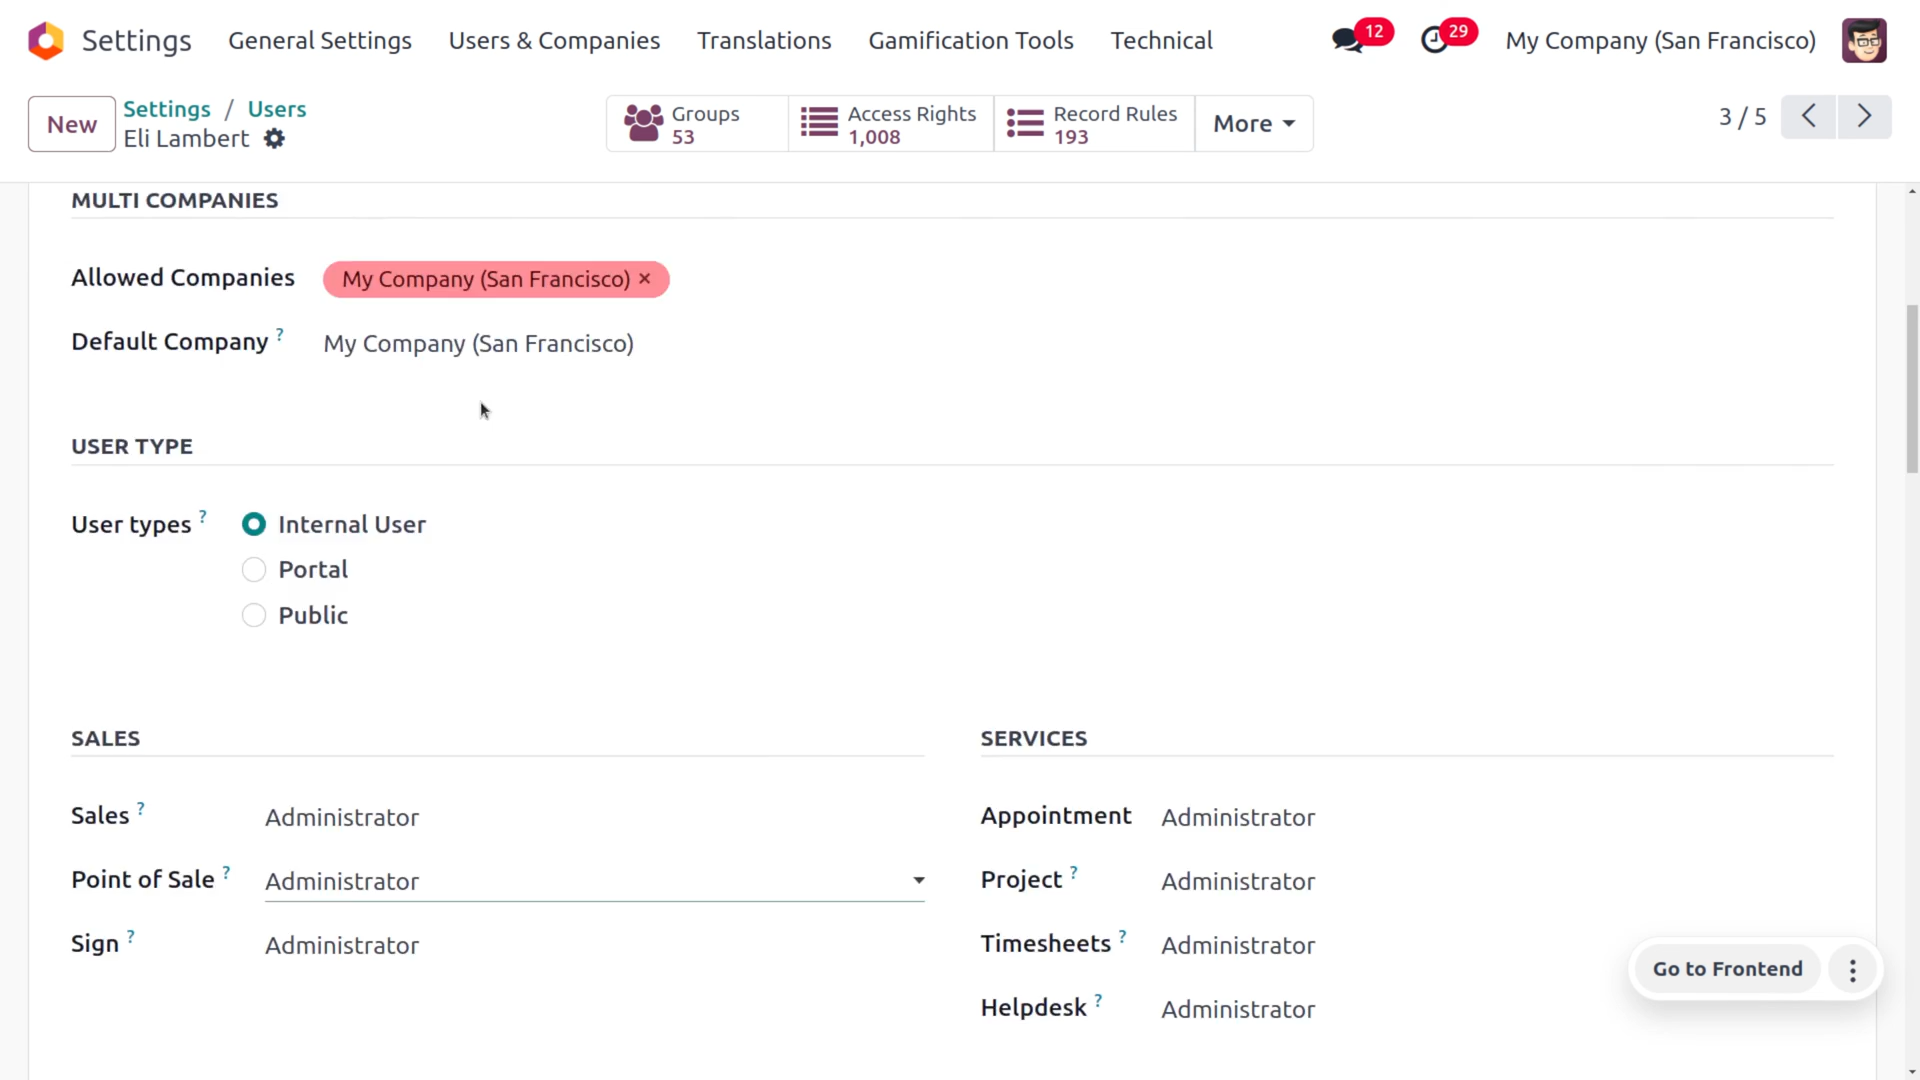 Settings General Settings Users & Companies Translations Gamification Tools Technical 12 29 My Company (San Francisco)
New Settings / Users
Eli Lambert
Groups 53
Access Rights 1,008
Record Rules 193
More
3 / 5
MULTI COMPANIES
Allowed Companies My Company (San Francisco) ×
Default Company ? My Company (San Francisco)
USER TYPE
User types ? Internal User
Portal
Public
SALES
Sales ? Administrator
Point of Sale ? Administrator
Sign ? Administrator
SERVICES
Appointment Administrator
Project ? Administrator
Timesheets ? Administrator
Helpdesk ? Administrator
Go to Frontend